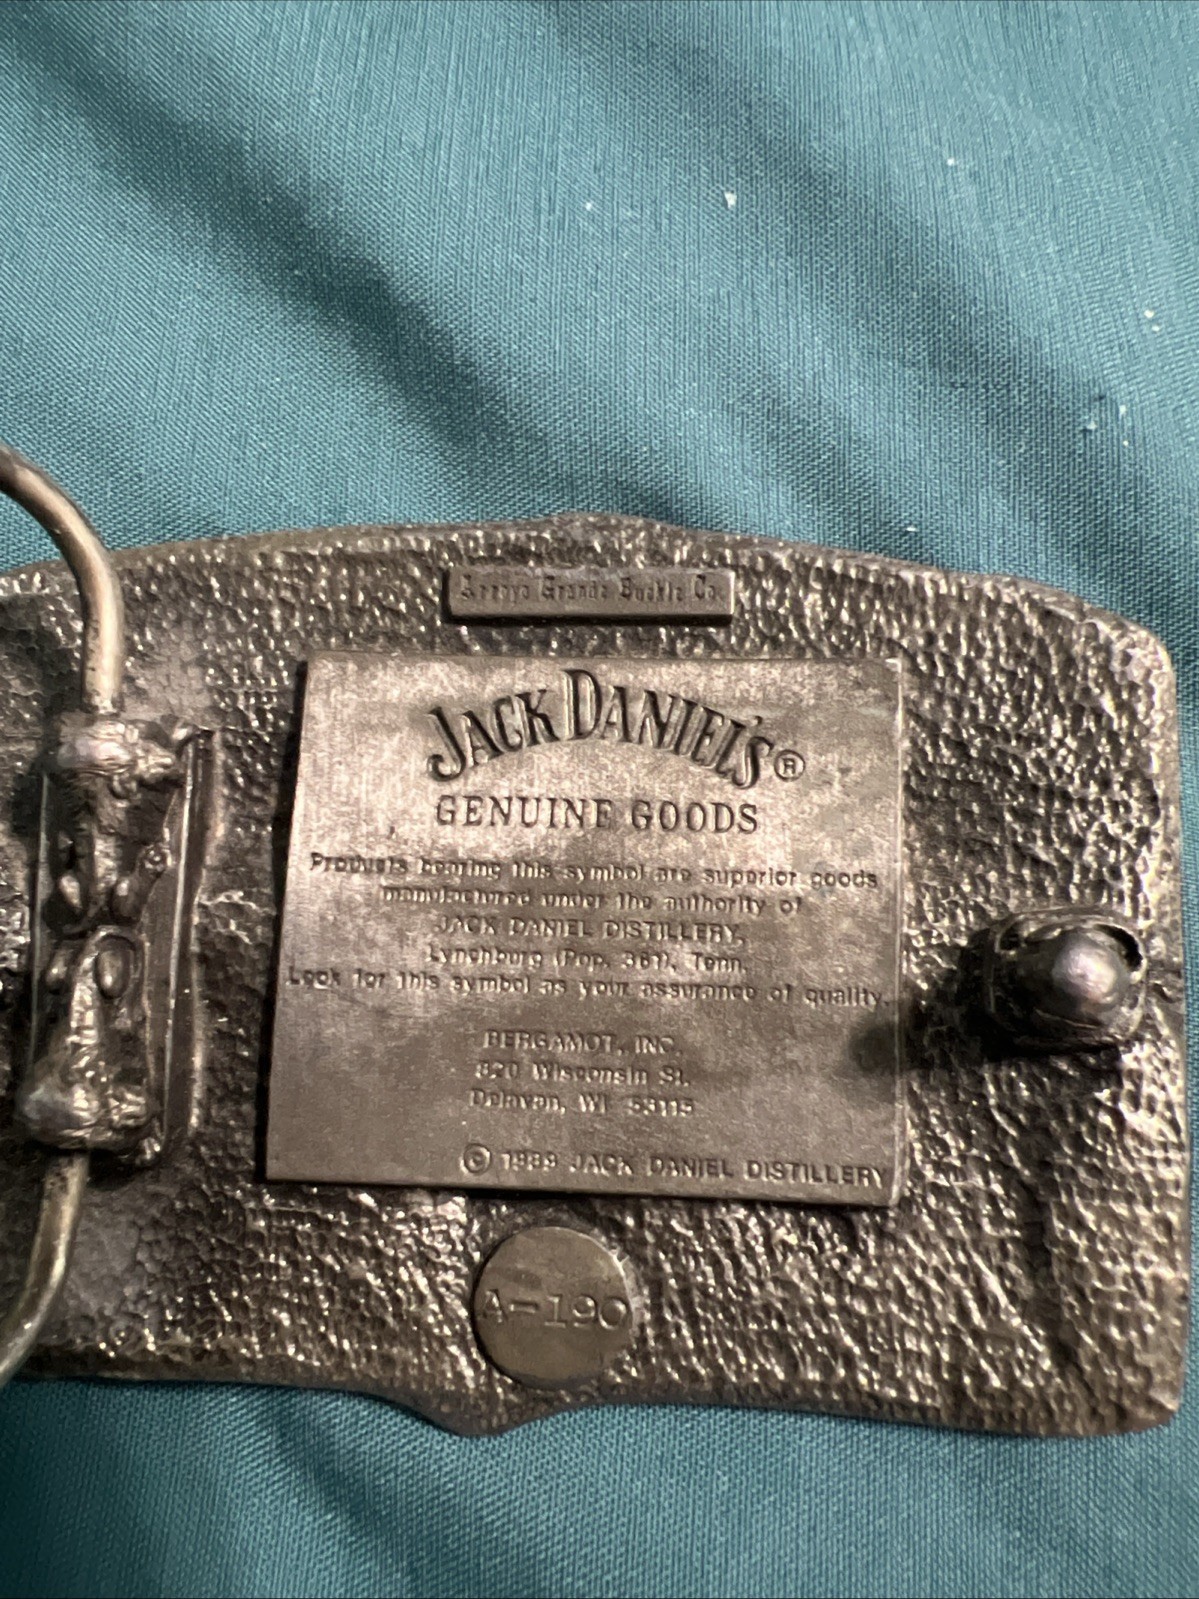 Arroyo Grande Buckle Co.
JACK DANIEL'S®
GENUINE GOODS
Products bearing this symbol are superior goods
manufactured under the authority of
JACK DANIEL DISTILLERY,
Lynchburg (Pop. 361), Tenn.
Look for this symbol as your assurance of quality.
BERGAMOT, INC.
820 Wisconsin St.
Delavan, WI 53115
© 1989 JACK DANIEL DISTILLERY
A-190